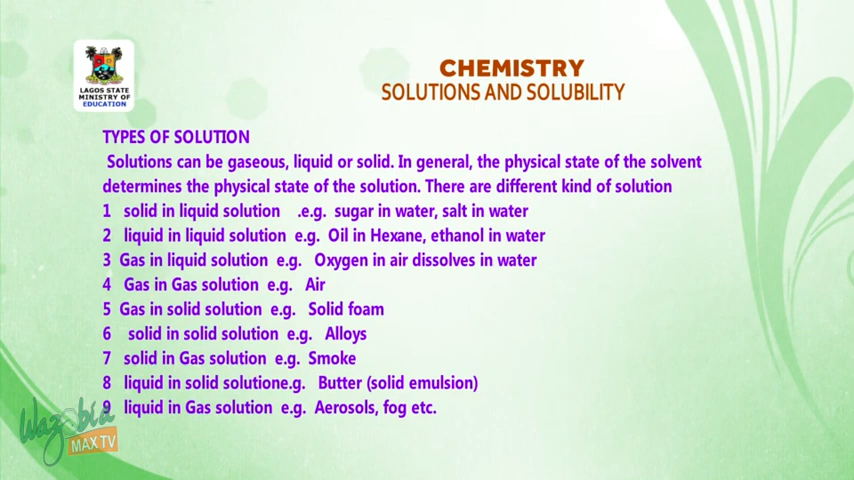 LAGOS STATE
MINISTRY OF
EDUCATION
CHEMISTRY
SOLUTIONS AND SOLUBILITY
TYPES OF SOLUTION
Solutions can be gaseous, liquid or solid. In general, the physical state of the solvent
determines the physical state of the solution. There are different kind of solution
1 solid in liquid solution .e.g. sugar in water, salt in water
2 liquid in liquid solution e.g. Oil in Hexane, ethanol in water
3 Gas in liquid solution e.g. Oxygen in air dissolves in water
4 Gas in Gas solution e.g. Air
5 Gas in solid solution e.g. Solid foam
6 solid in solid solution e.g. Alloys
7 solid in Gas solution e.g. Smoke
8 liquid in solid solutione.g. Butter (solid emulsion)
9 liquid in Gas solution e.g. Aerosols, fog etc.
Wazobia
MAX TV